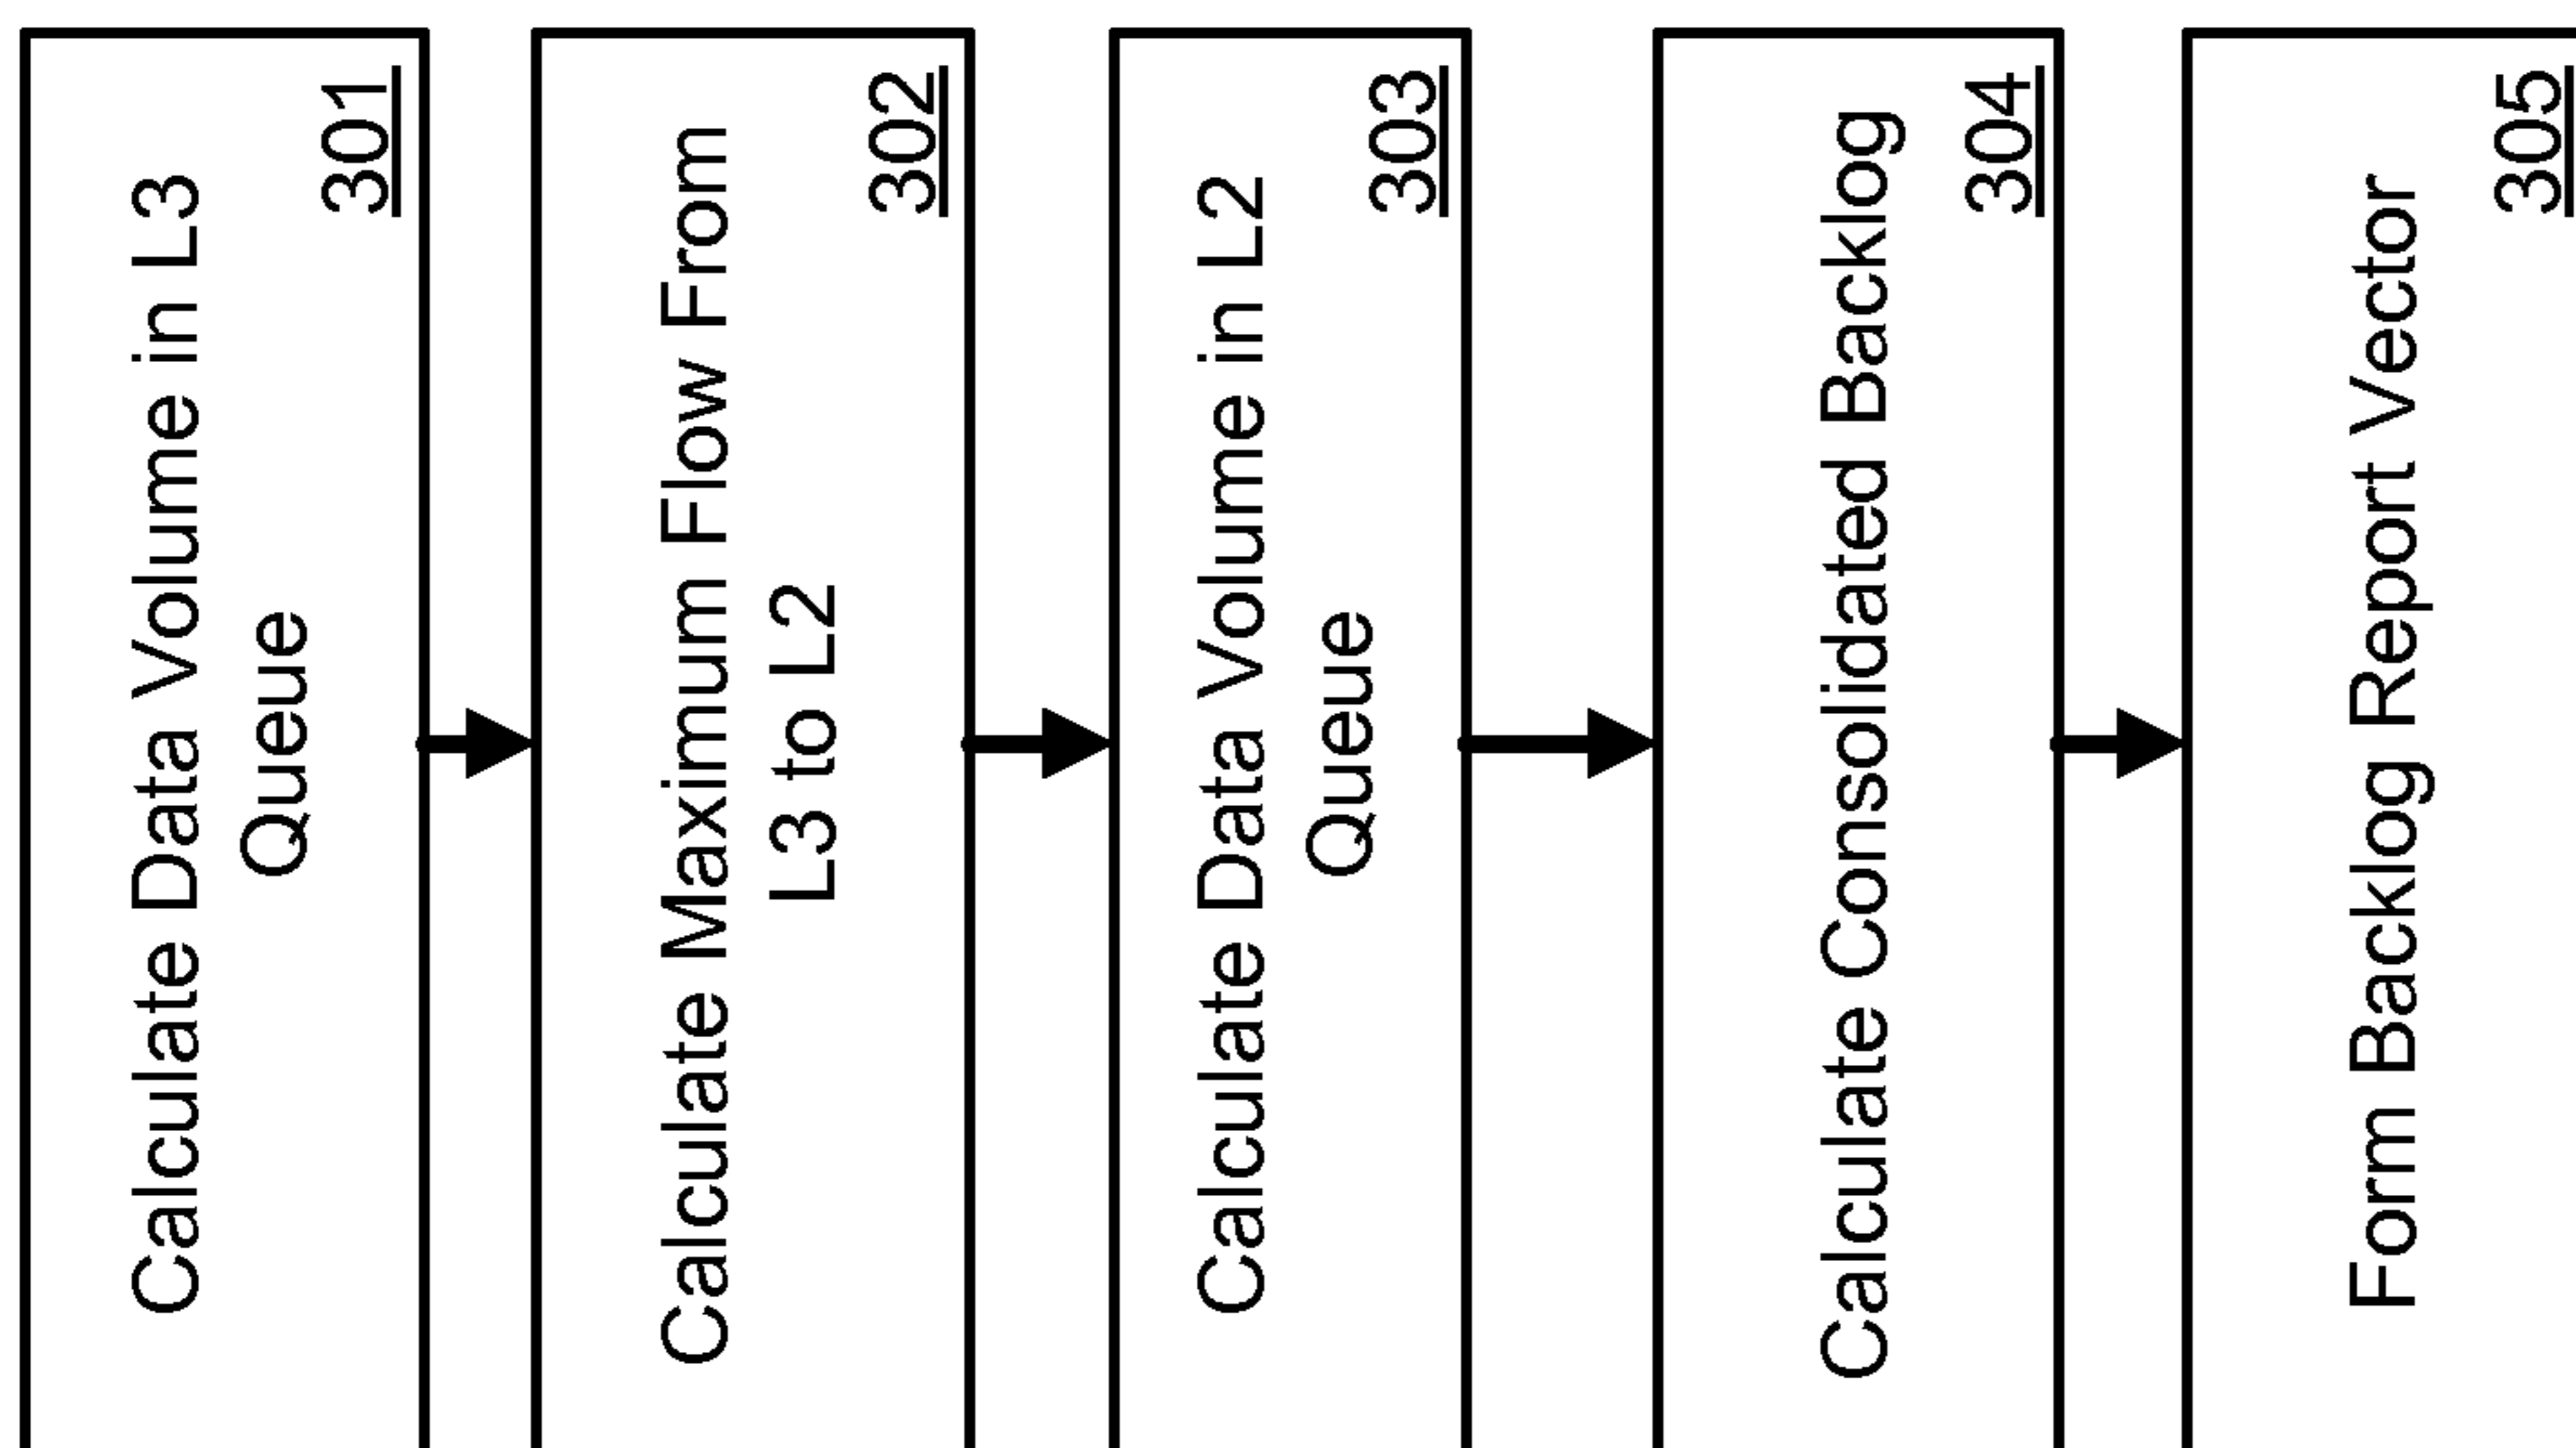 Calculate Data Volume in L3
Queue
301
Calculate Maximum Flow From
L3 to L2
302
Calculate Data Volume in L2
Queue
303
Calculate Consolidated Backlog
304
Form Backlog Report Vector
305